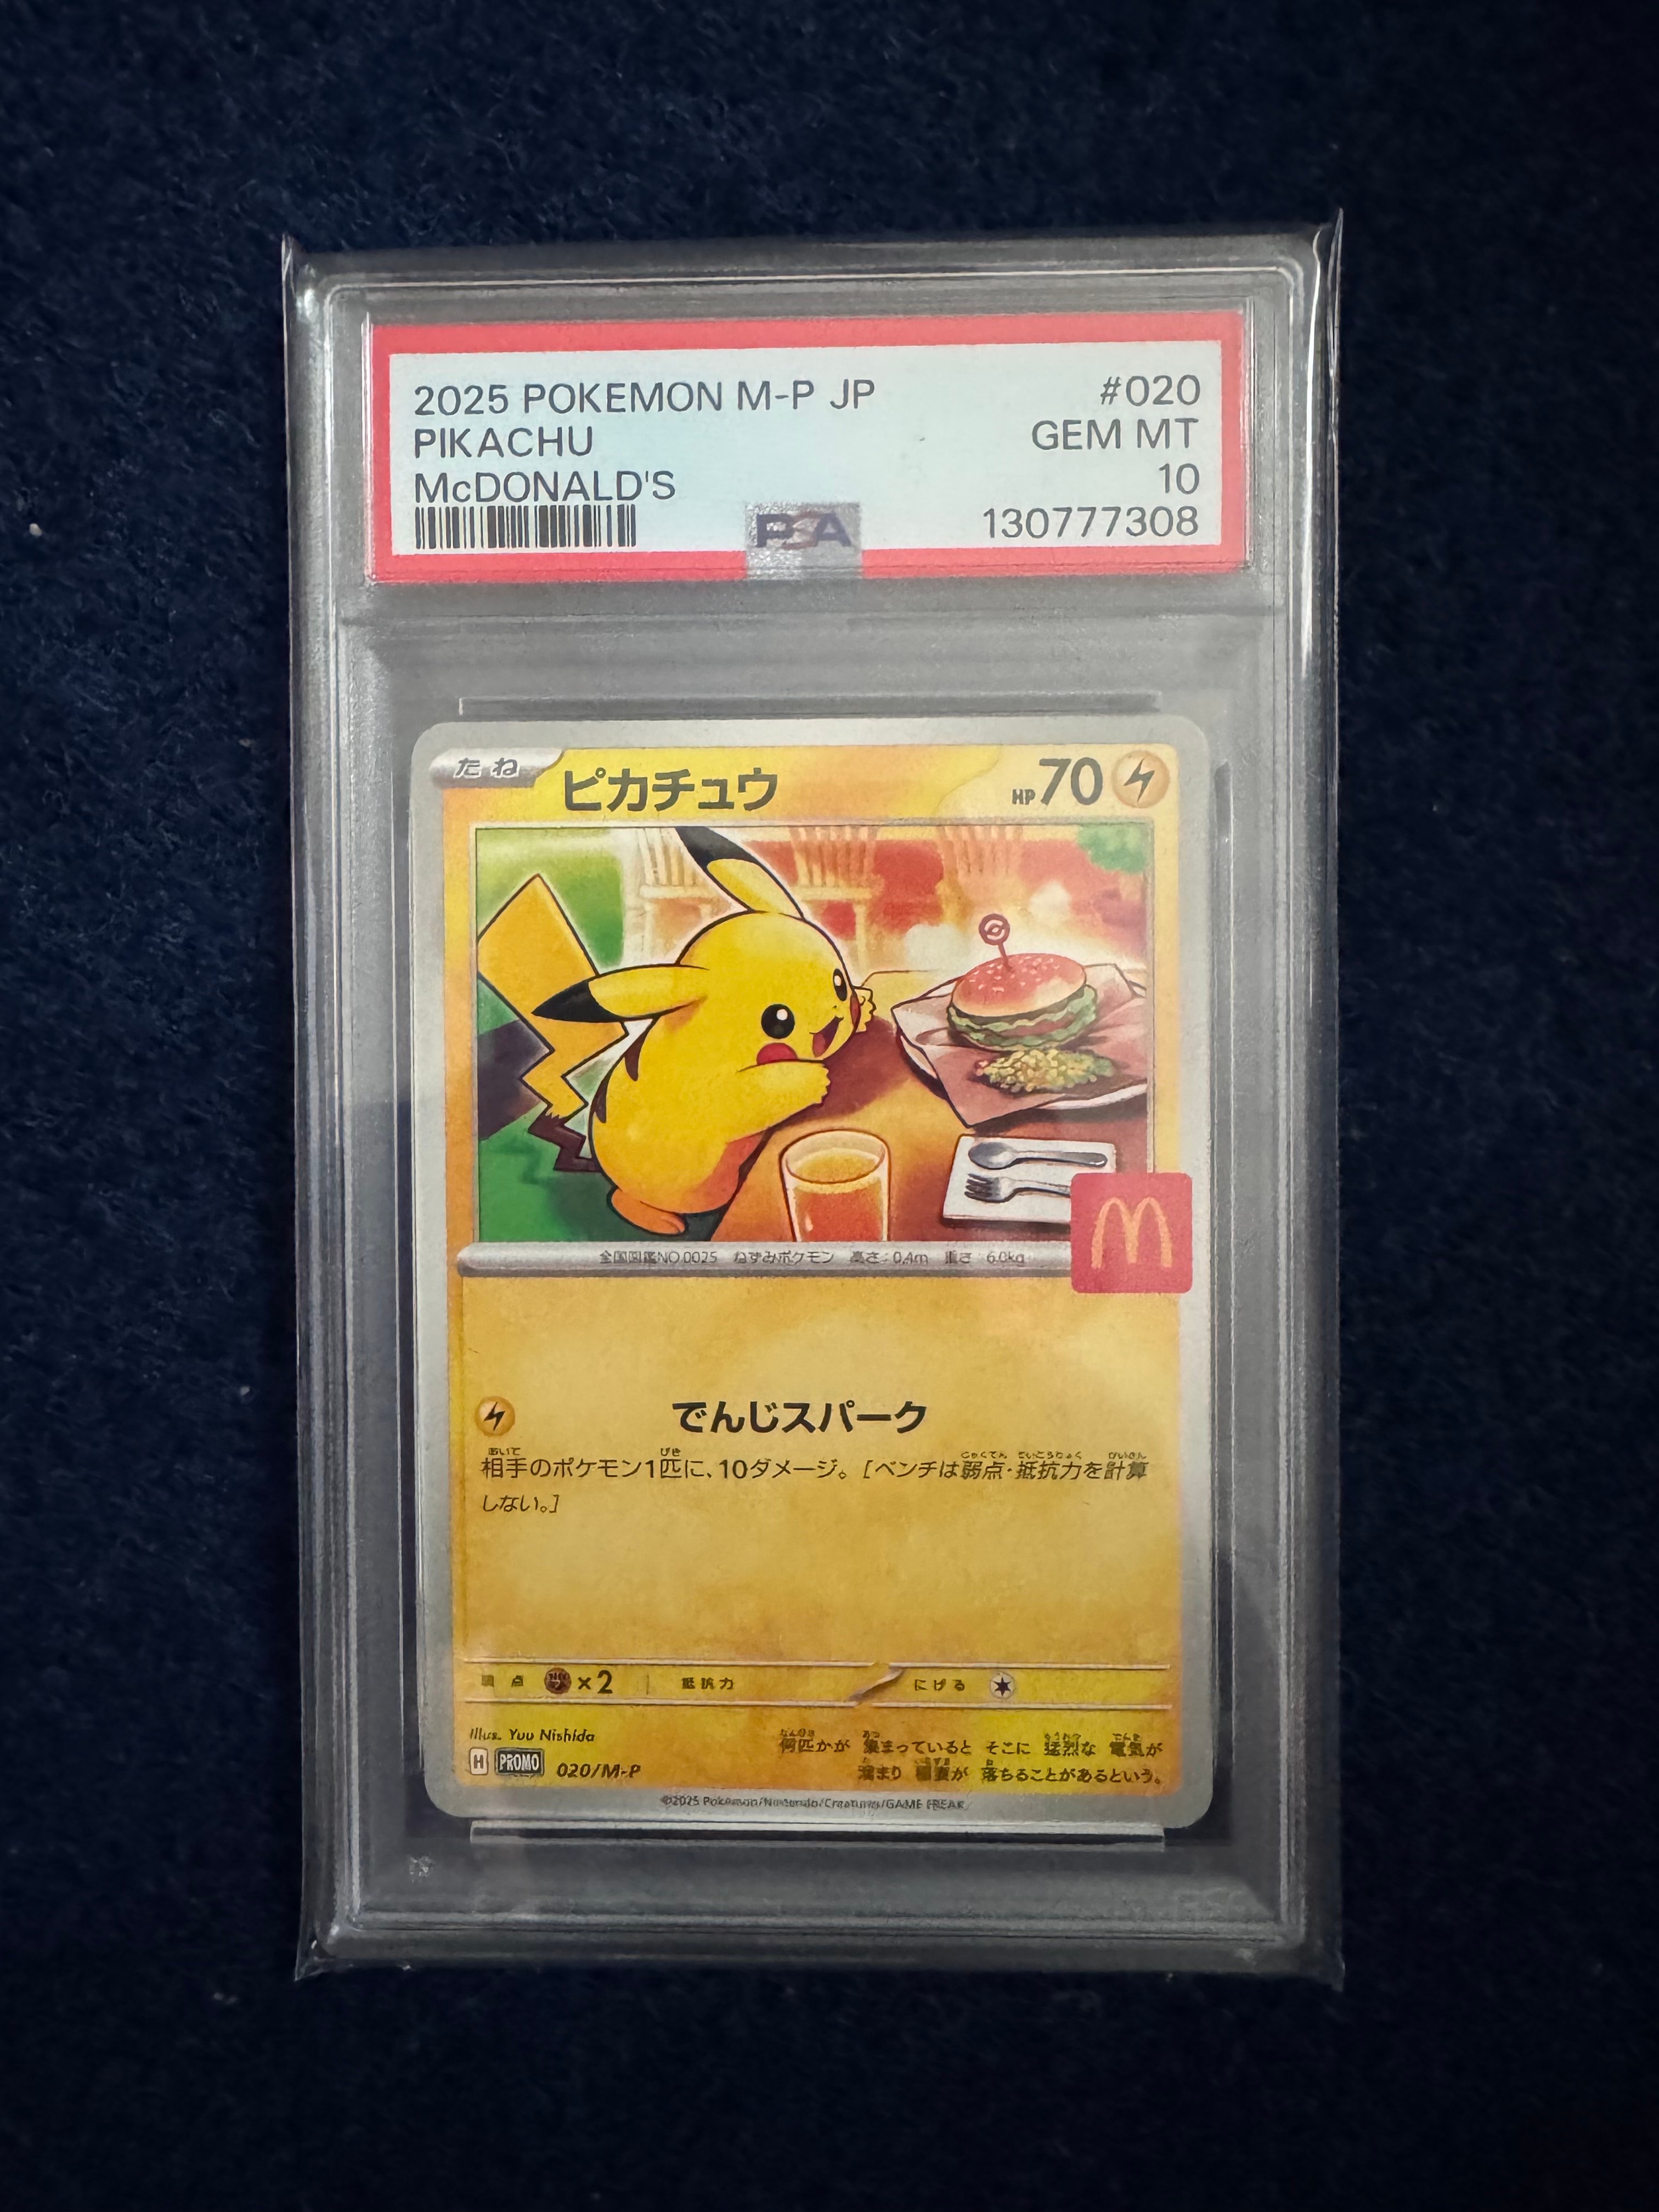 2025 POKEMON M-P JP #020
PIKACHU GEM MT
McDONALD'S 10
PSA 130777308
たね ピカチュウ HP70
全国図鑑NO.0025 ねずみポケモン 高さ:0.4m 重さ:6.0kg
M
でんじスパーク
相手のポケモン1匹に、10ダメージ。[ベンチは弱点・抵抗力を計算
しない。]
弱点 ×2 抵抗力 にげる
Illus. Yuu Nishida
何匹かが 集まっていると そこに 猛烈な 電気が
H PROMO 020/M-P
溜まり 稲妻が 落ちることがあるという。
©2025 Pokémon/Nintendo/Creatures/GAME FREAK